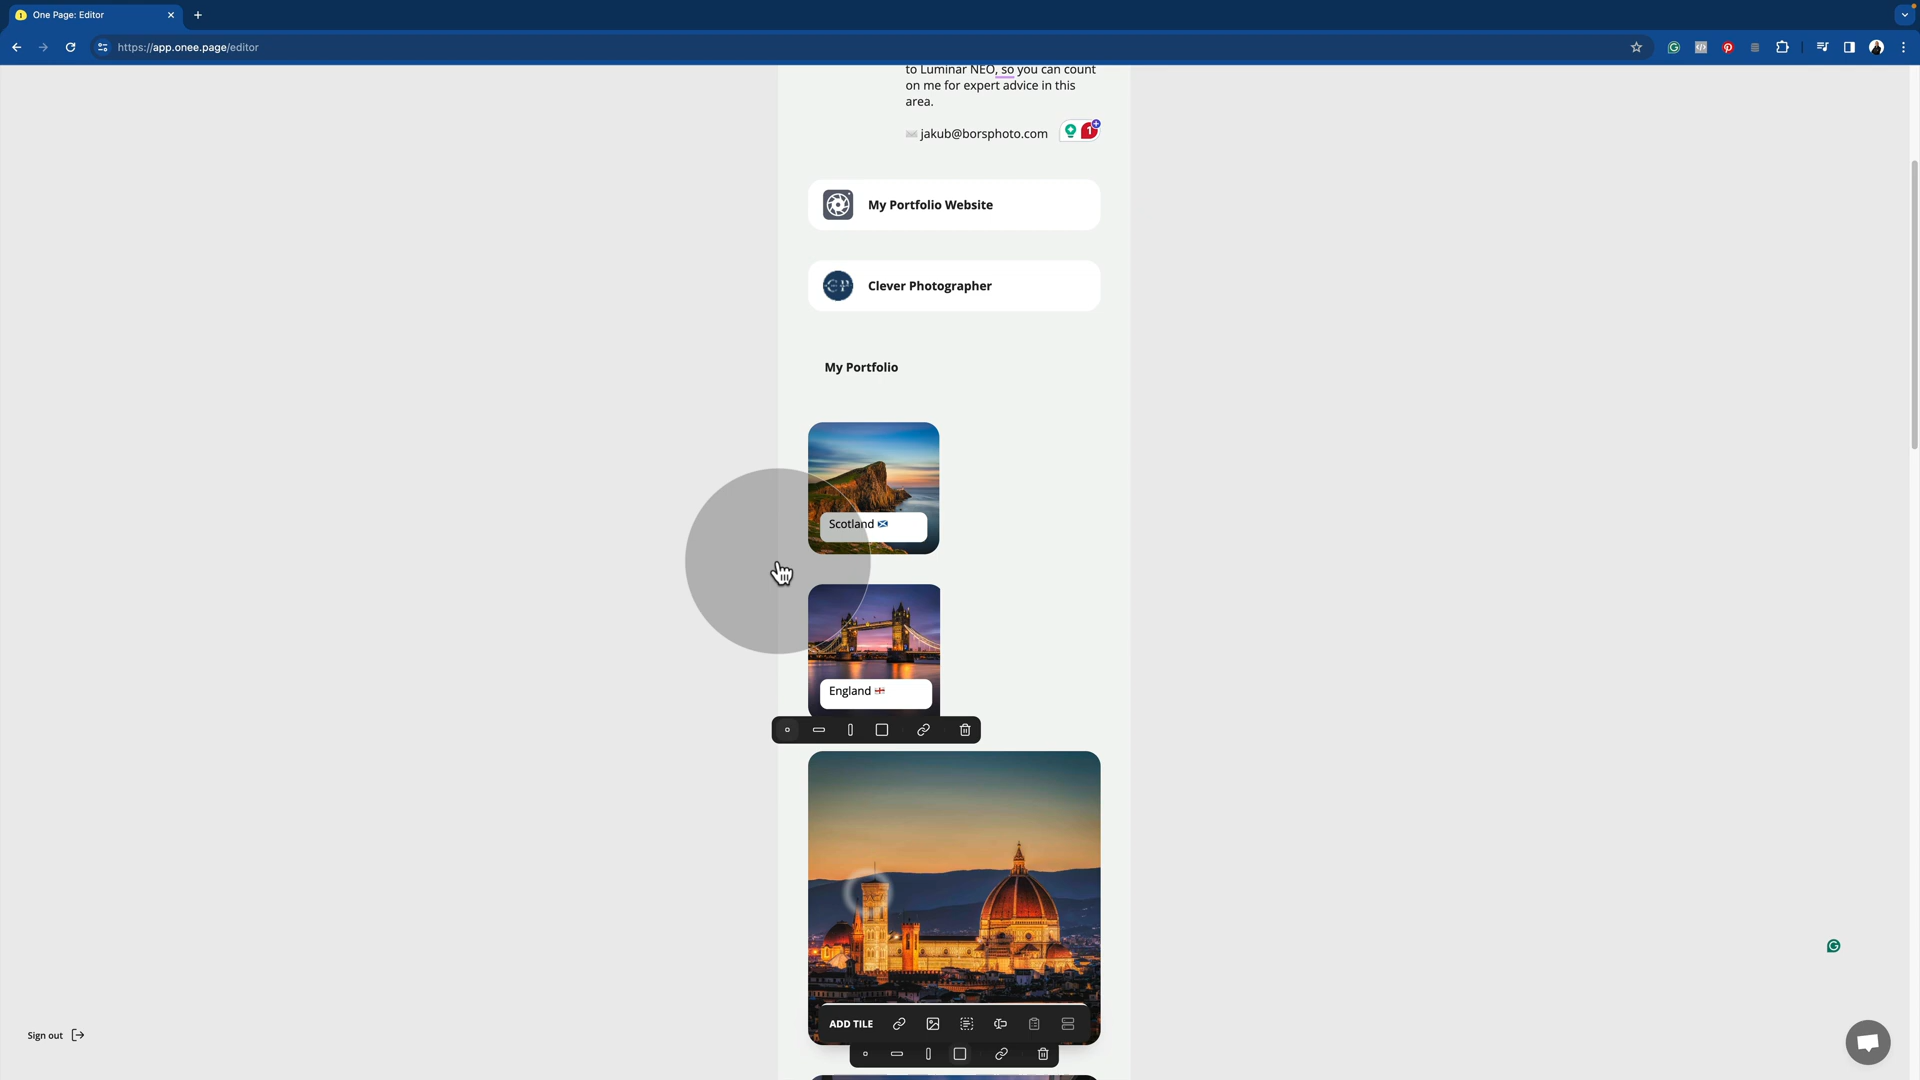 One Page: Editor
https://app.onee.page/editor
to Luminar NEO, so you can count
on me for expert advice in this
area.
jakub@borsphoto.com
1
My Portfolio Website
CP
Clever Photographer
My Portfolio
Scotland
England
ADD TILE
Sign out